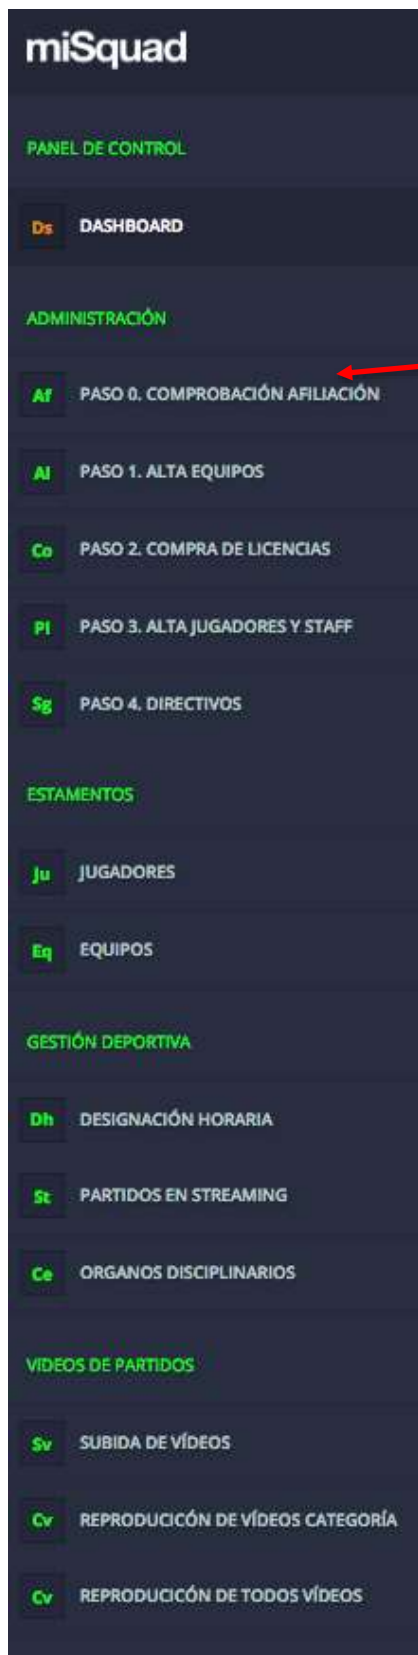 miSquad
PANEL DE CONTROL
Ds DASHBOARD
ADMINISTRACIÓN
Af PASO 0. COMPROBACIÓN AFILIACIÓN
Al PASO 1. ALTA EQUIPOS
Co PASO 2. COMPRA DE LICENCIAS
Pl PASO 3. ALTA JUGADORES Y STAFF
Sg PASO 4. DIRECTIVOS
ESTAMENTOS
Ju JUGADORES
Eq EQUIPOS
GESTIÓN DEPORTIVA
Dh DESIGNACIÓN HORARIA
St PARTIDOS EN STREAMING
Ce ORGANOS DISCIPLINARIOS
VIDEOS DE PARTIDOS
Sv SUBIDA DE VÍDEOS
Cv REPRODUCICÓN DE VÍDEOS CATEGORÍA
Cv REPRODUCICÓN DE TODOS VÍDEOS